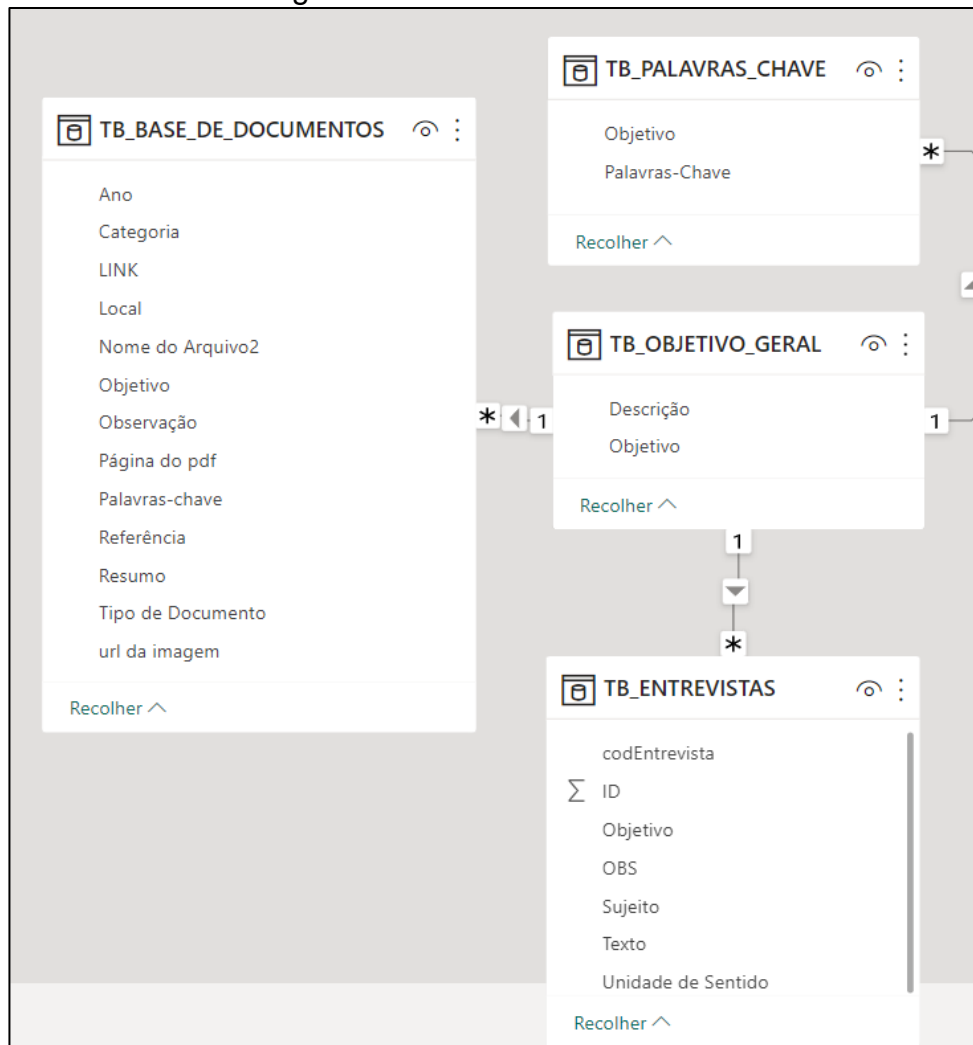 TB_BASE_DE_DOCUMENTOS
Ano
Categoria
LINK
Local
Nome do Arquivo2
Objetivo
Observação
Página do pdf
Palavras-chave
Referência
Resumo
Tipo de Documento
url da imagem
Recolher
TB_PALAVRAS_CHAVE
Objetivo
Palavras-Chave
Recolher
*
TB_OBJETIVO_GERAL
Descrição
Objetivo
Recolher
* 1
1
1
*
TB_ENTREVISTAS
codEntrevista
Σ ID
Objetivo
OBS
Sujeito
Texto
Unidade de Sentido
Recolher